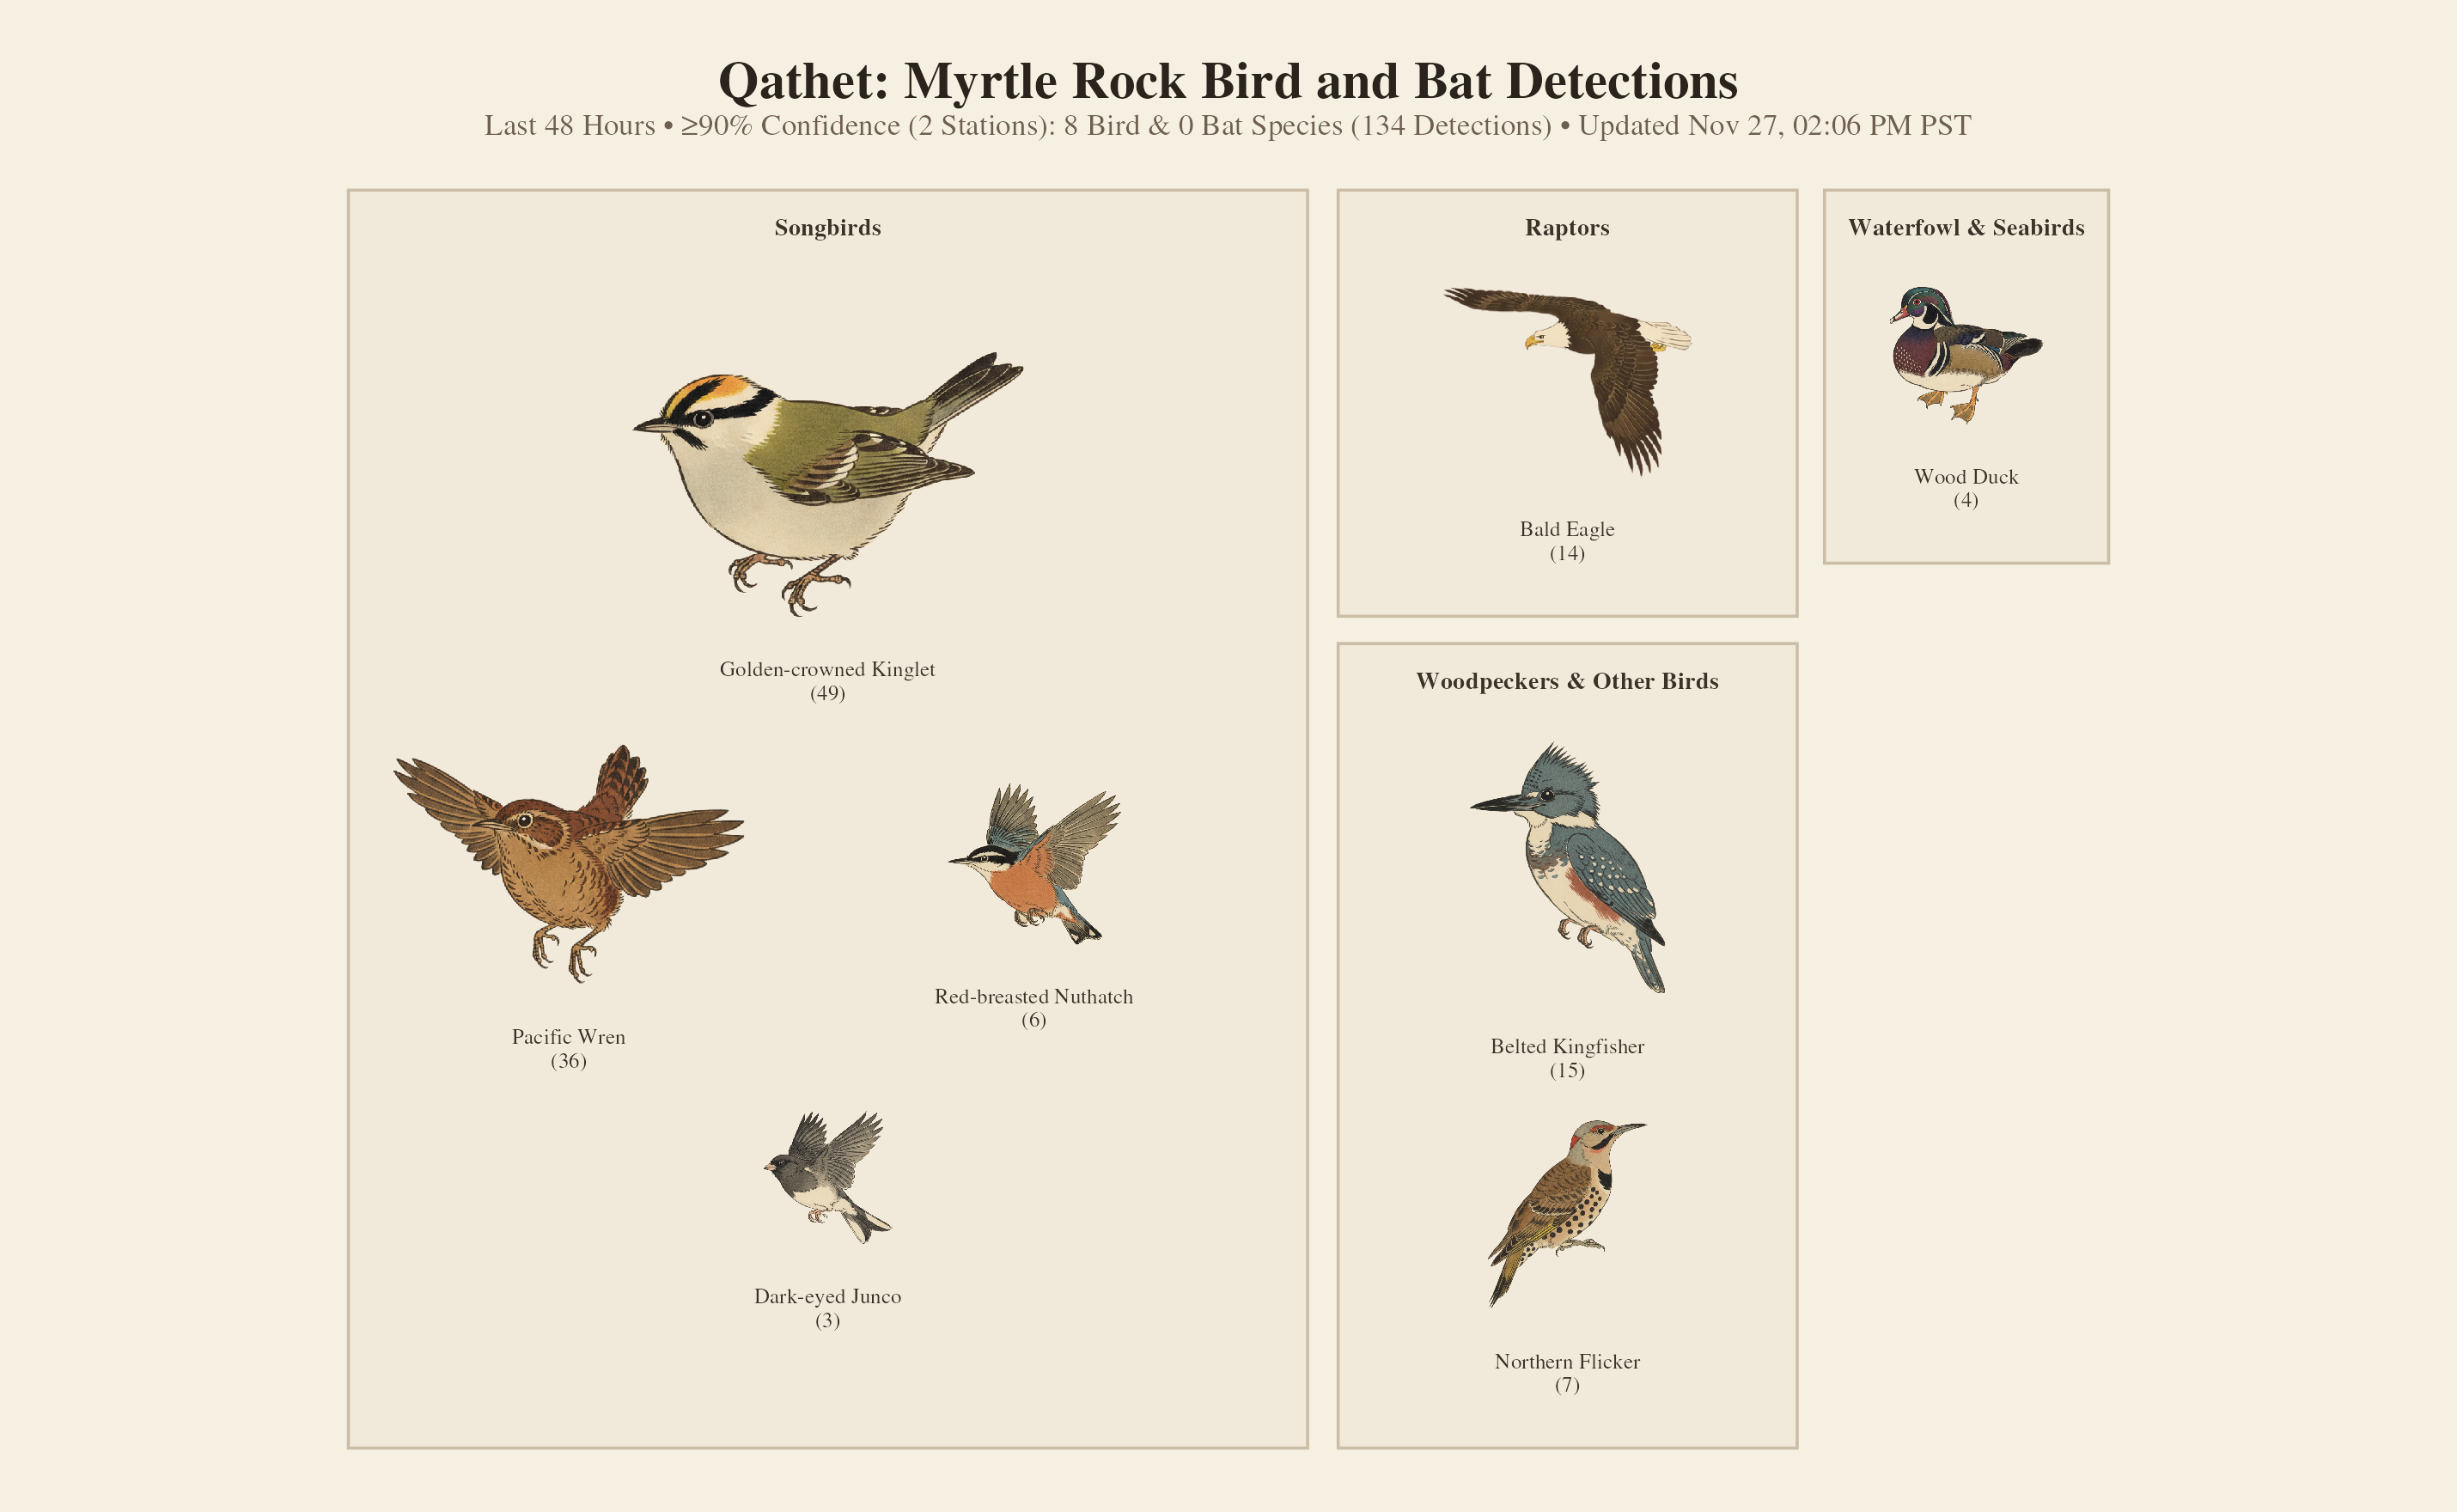 Qathet: Myrtle Rock Bird and Bat Detections
Last 48 Hours • ≥90% Confidence (2 Stations): 8 Bird & 0 Bat Species (134 Detections) • Updated Nov 27, 02:06 PM PST
Songbirds
Golden-crowned Kinglet
(49)
Pacific Wren
(36)
Red-breasted Nuthatch
(6)
Dark-eyed Junco
(3)
Raptors
Bald Eagle
(14)
Woodpeckers & Other Birds
Belted Kingfisher
(15)
Northern Flicker
(7)
Waterfowl & Seabirds
Wood Duck
(4)